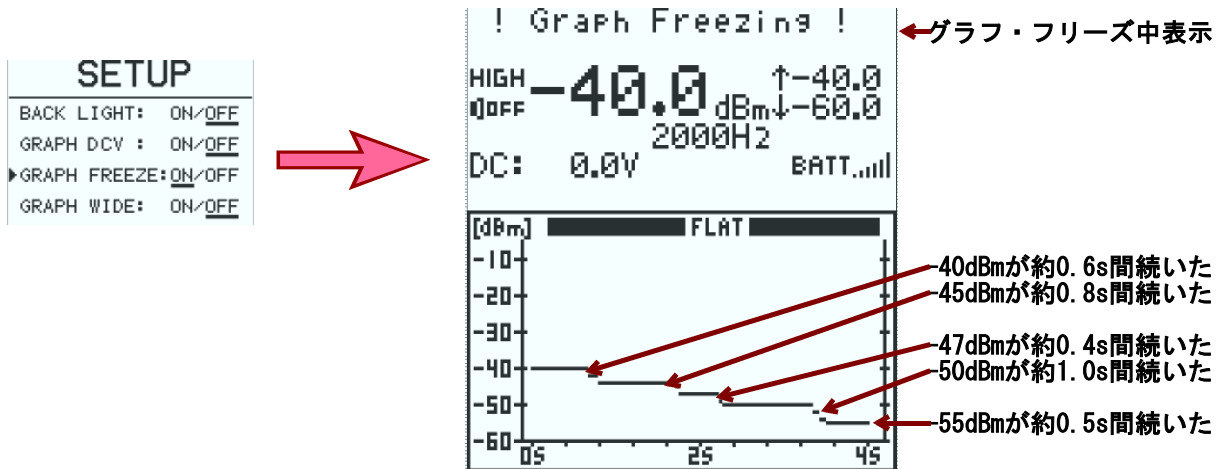 SETUP
BACK LIGHT: ON/OFF
GRAPH DCV : ON/OFF
▶GRAPH FREEZE:ON/OFF
GRAPH WIDE: ON/OFF
! Graph Freezing !
グラフ・フリーズ中表示
HIGH -40.0 dBm ↑-40.0
OFF ↓-60.0
2000Hz
DC: 0.0V BATT
[dBm] FLAT
-10
-20
-30
-40
-50
-60
0s 2s 4s
-40dBmが約0.6s間続いた
-45dBmが約0.8s間続いた
-47dBmが約0.4s間続いた
-50dBmが約1.0s間続いた
-55dBmが約0.5s間続いた